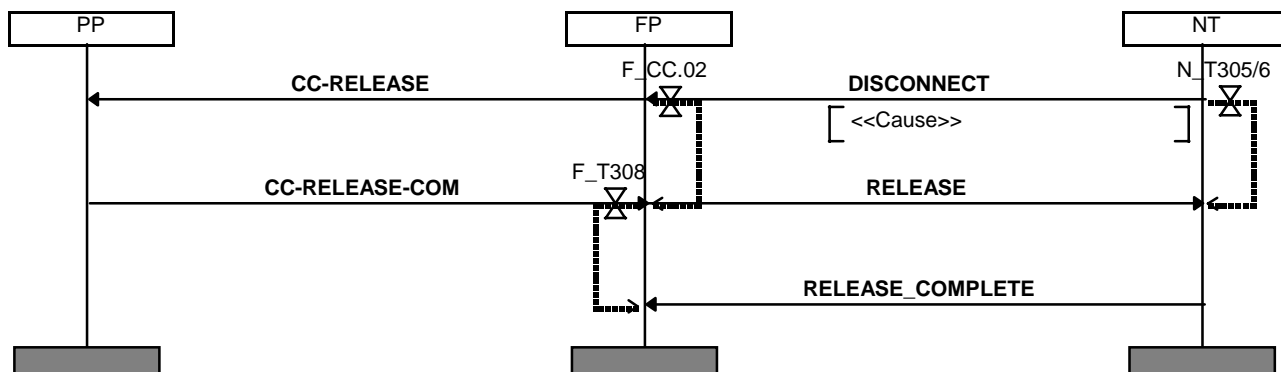 PP
FP
NT
F_CC.02
N_T305/6
CC-RELEASE
DISCONNECT
<<Cause>>
F_T308
CC-RELEASE-COM
RELEASE
RELEASE_COMPLETE